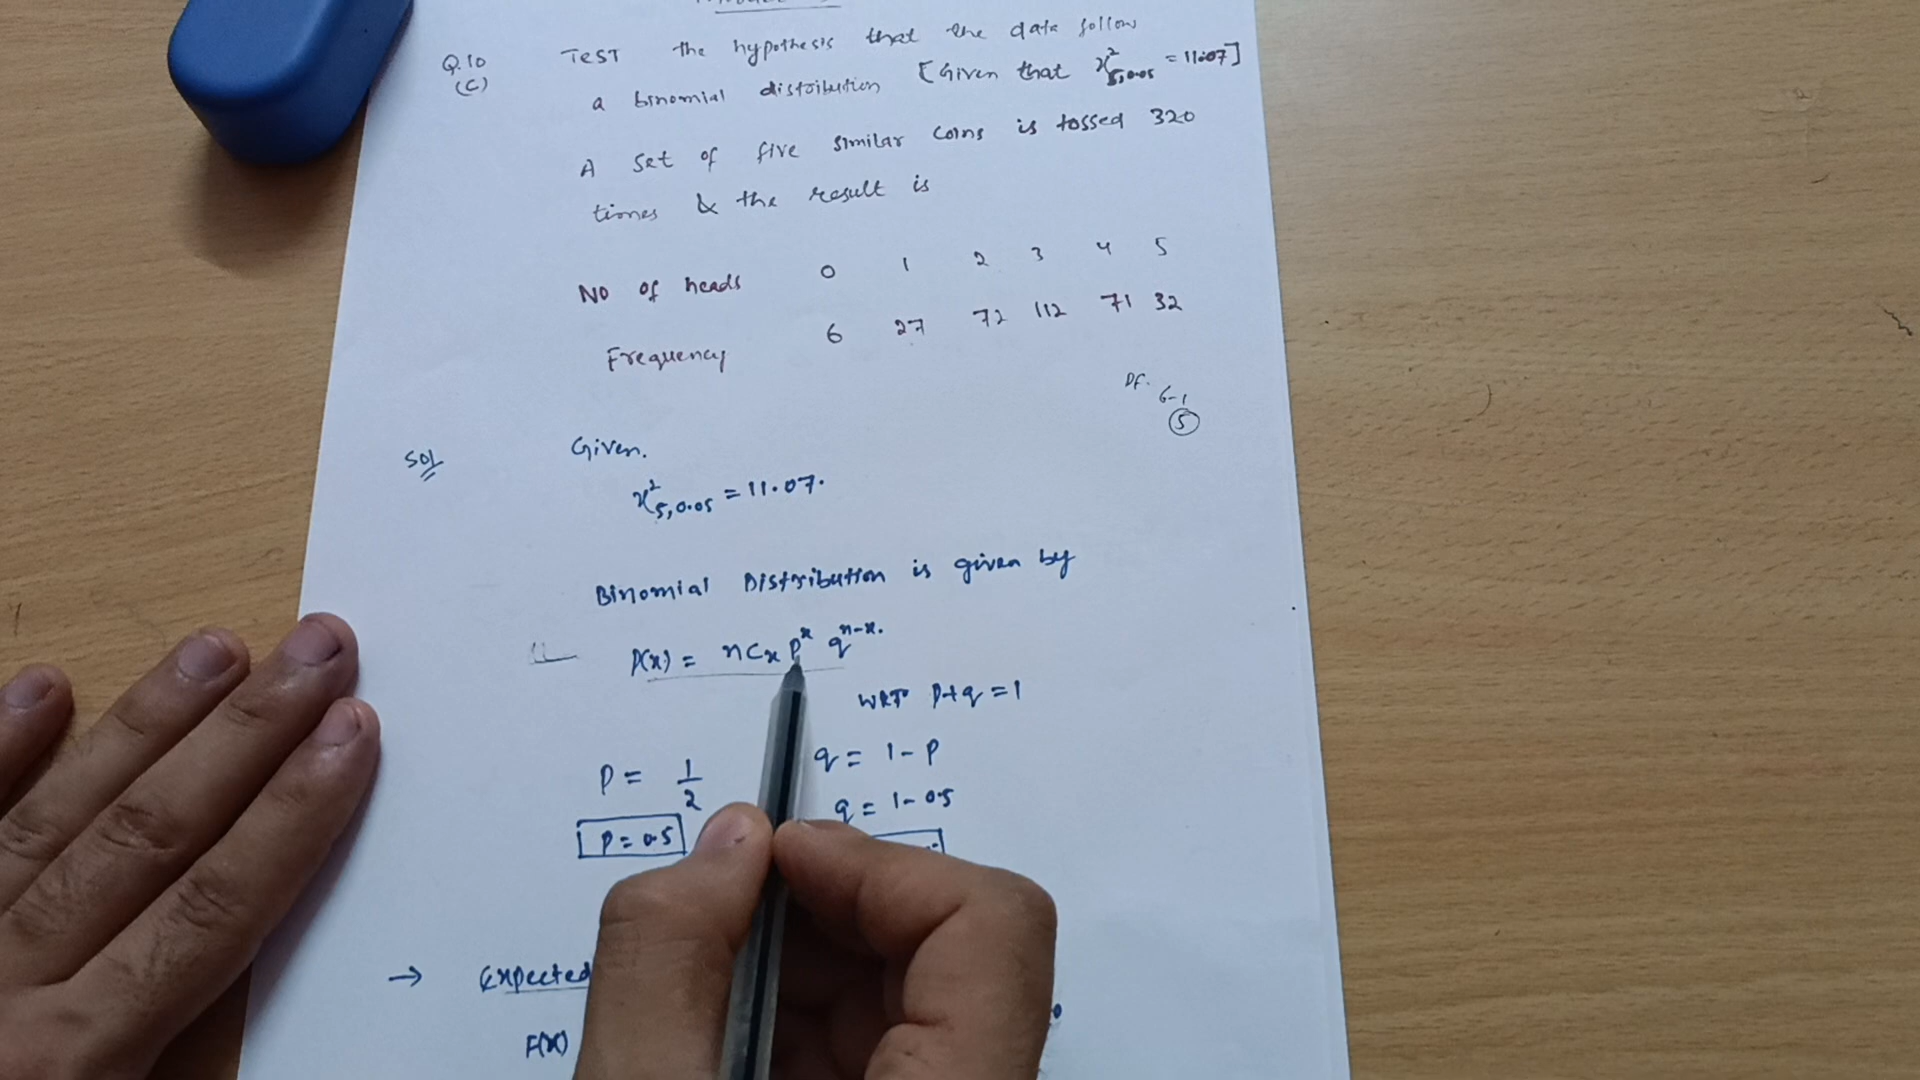 Q.10 TEST the hypothesis that the data follow
(C) a binomial distribution [Given that x²5,0.05 = 11.07]
A set of five similar coins is tossed 320
times & the result is
No of heads 0 1 2 3 4 5
Frequency 6 27 72 112 71 32
DF. 6-1
5
Sol Given.
x²5,0.05 = 11.07.
Binomial Distribution is given by
P(x) = nCx p^x q^n-x.
WKT p+q = 1
P = 1/2 q = 1-p
P = 0.5 q = 1-0.5
→ Expected
F(x)